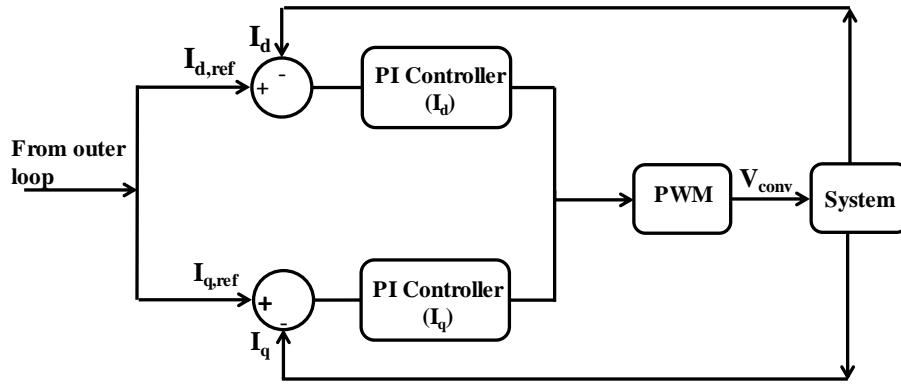 I_d
I_d,ref
+
-
PI Controller
(I_d)
From outer
loop
PWM
V_conv
System
I_q,ref
+
-
PI Controller
(I_q)
I_q